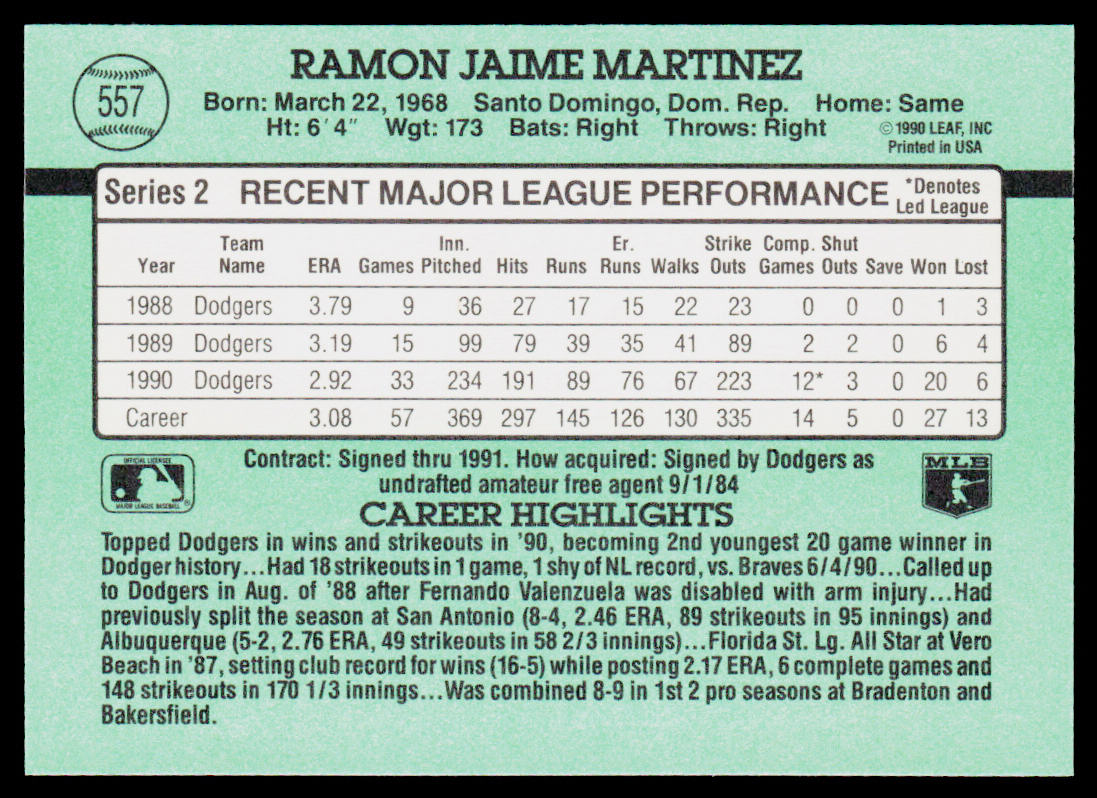 557
RAMON JAIME MARTINEZ
Born: March 22, 1968 Santo Domingo, Dom. Rep. Home: Same
Ht: 6'4" Wgt: 173 Bats: Right Throws: Right
©1990 LEAF, INC
Printed in USA
Series 2 RECENT MAJOR LEAGUE PERFORMANCE *Denotes
Led League
Team Inn. Er. Strike Comp. Shut
Year Name ERA Games Pitched Hits Runs Runs Walks Outs Games Outs Save Won Lost
1988 Dodgers 3.79 9 36 27 17 15 22 23 0 0 0 1 3
1989 Dodgers 3.19 15 99 79 39 35 41 89 2 2 0 6 4
1990 Dodgers 2.92 33 234 191 89 76 67 223 12* 3 0 20 6
Career 3.08 57 369 297 145 126 130 335 14 5 0 27 13
OFFICIAL LICENSEE
MAJOR LEAGUE BASEBALL
®
Contract: Signed thru 1991. How acquired: Signed by Dodgers as
undrafted amateur free agent 9/1/84
MLB
CAREER HIGHLIGHTS
Topped Dodgers in wins and strikeouts in '90, becoming 2nd youngest 20 game winner in
Dodger history...Had 18 strikeouts in 1 game, 1 shy of NL record, vs. Braves 6/4/90...Called up
to Dodgers in Aug. of '88 after Fernando Valenzuela was disabled with arm injury...Had
previously split the season at San Antonio (8-4, 2.46 ERA, 89 strikeouts in 95 innings) and
Albuquerque (5-2, 2.76 ERA, 49 strikeouts in 58 2/3 innings)...Florida St. Lg. All Star at Vero
Beach in '87, setting club record for wins (16-5) while posting 2.17 ERA, 6 complete games and
148 strikeouts in 170 1/3 innings...Was combined 8-9 in 1st 2 pro seasons at Bradenton and
Bakersfield.